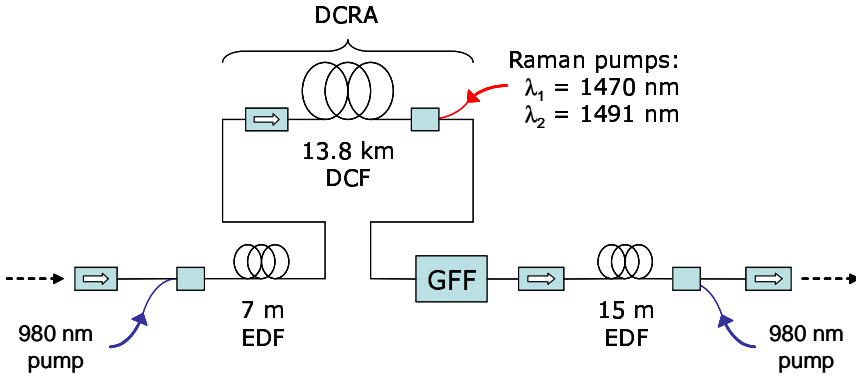 DCRA
Raman pumps:
λ1 = 1470 nm
λ2 = 1491 nm
13.8 km
DCF
GFF
7 m
EDF
15 m
EDF
980 nm
pump
980 nm
pump